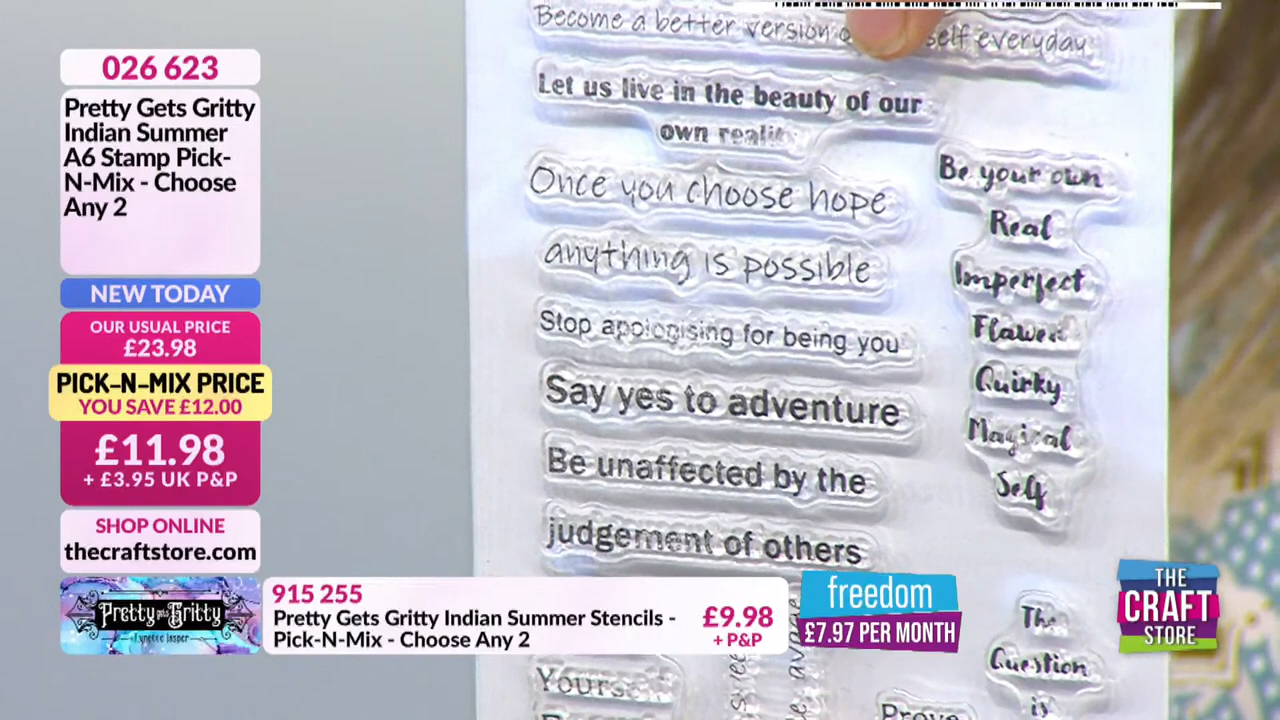 026 623
Pretty Gets Gritty
Indian Summer
A6 Stamp Pick-
N-Mix - Choose
Any 2
NEW TODAY
OUR USUAL PRICE
£23.98
PICK-N-MIX PRICE
YOU SAVE £12.00
£11.98
+ £3.95 UK P&P
SHOP ONLINE
thecraftstore.com
Become a better version everyday
Let us live in the beauty of our
own reality
Once you choose hope
anything is possible
Stop apologising for being you
Say yes to adventure
Be unaffected by the
judgement of others
Be your own
Real
Imperfect
Flawed
Quirky
Magical
Self
The
Question
is
Prove
Pretty gets Gritty
915 255
Pretty Gets Gritty Indian Summer Stencils -
Pick-N-Mix - Choose Any 2
£9.98
+ P&P
freedom
£7.97 PER MONTH
THE
CRAFT
STORE